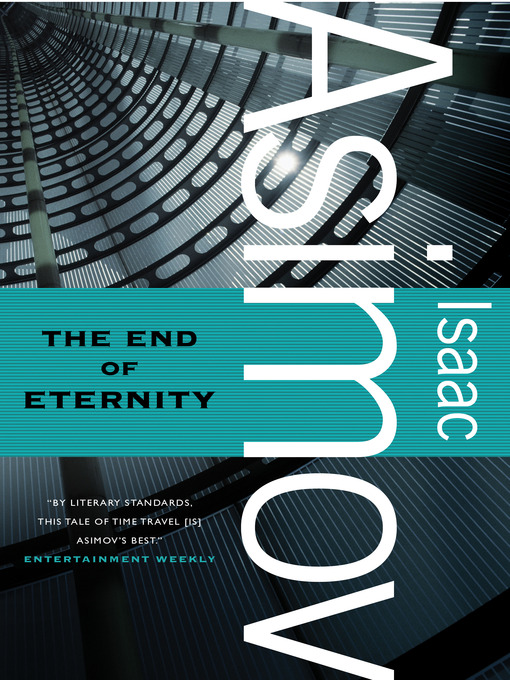 Isaac
Asimov
THE END
OF
ETERNITY
“BY LITERARY STANDARDS,
THIS TALE OF TIME TRAVEL [IS]
ASIMOV’S BEST.”
ENTERTAINMENT WEEKLY